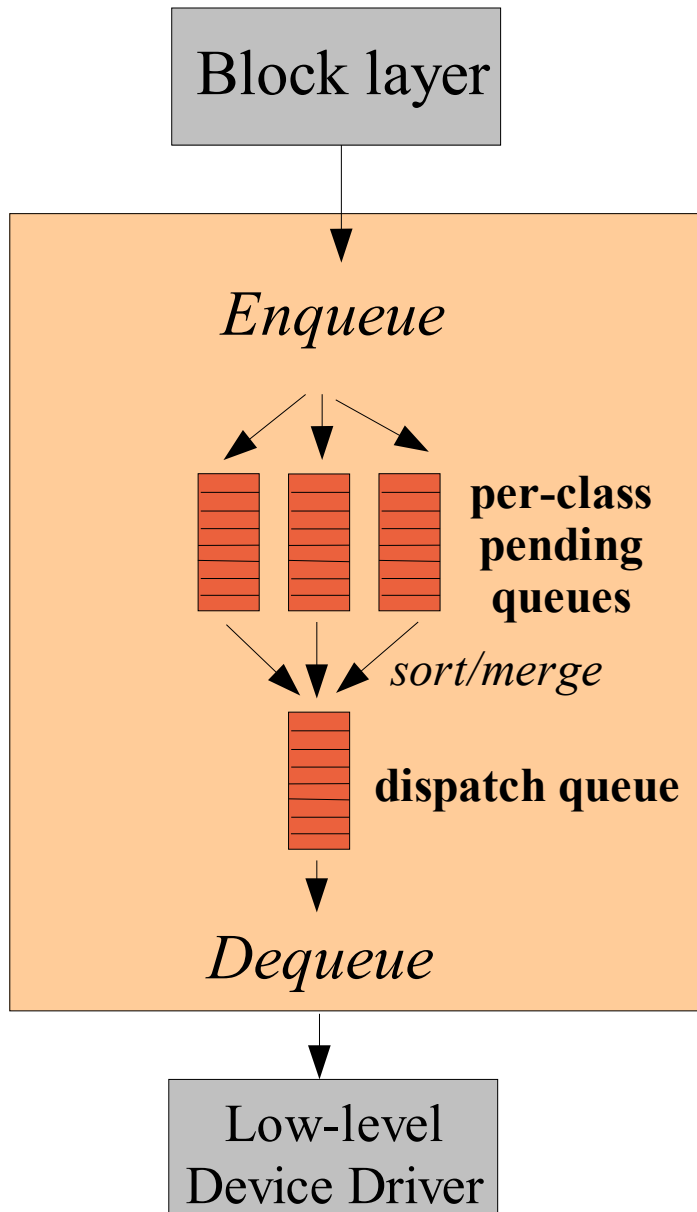 Block layer
Enqueue
per-class
pending
queues
sort/merge
dispatch queue
Dequeue
Low-level
Device Driver